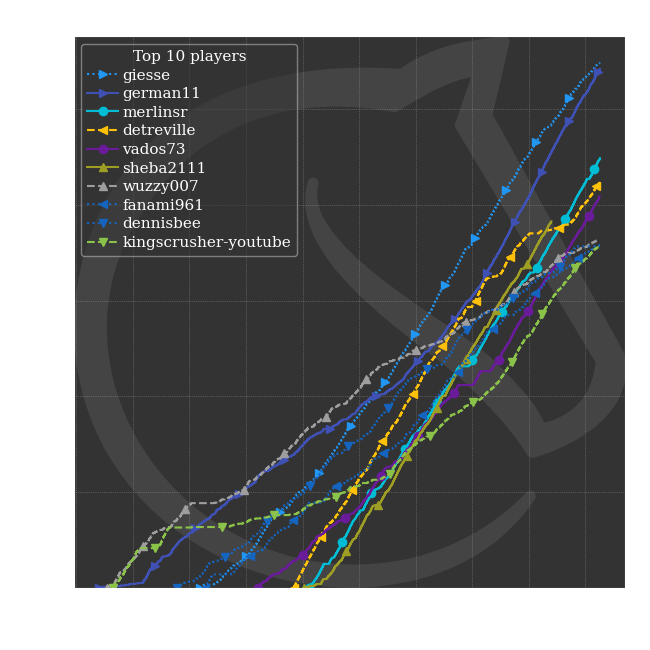 Top 10 players
giesse
german11
merlinsr
detreville
vados73
sheba2111
wuzzy007
fanami961
dennisbee
kingscrusher-youtube